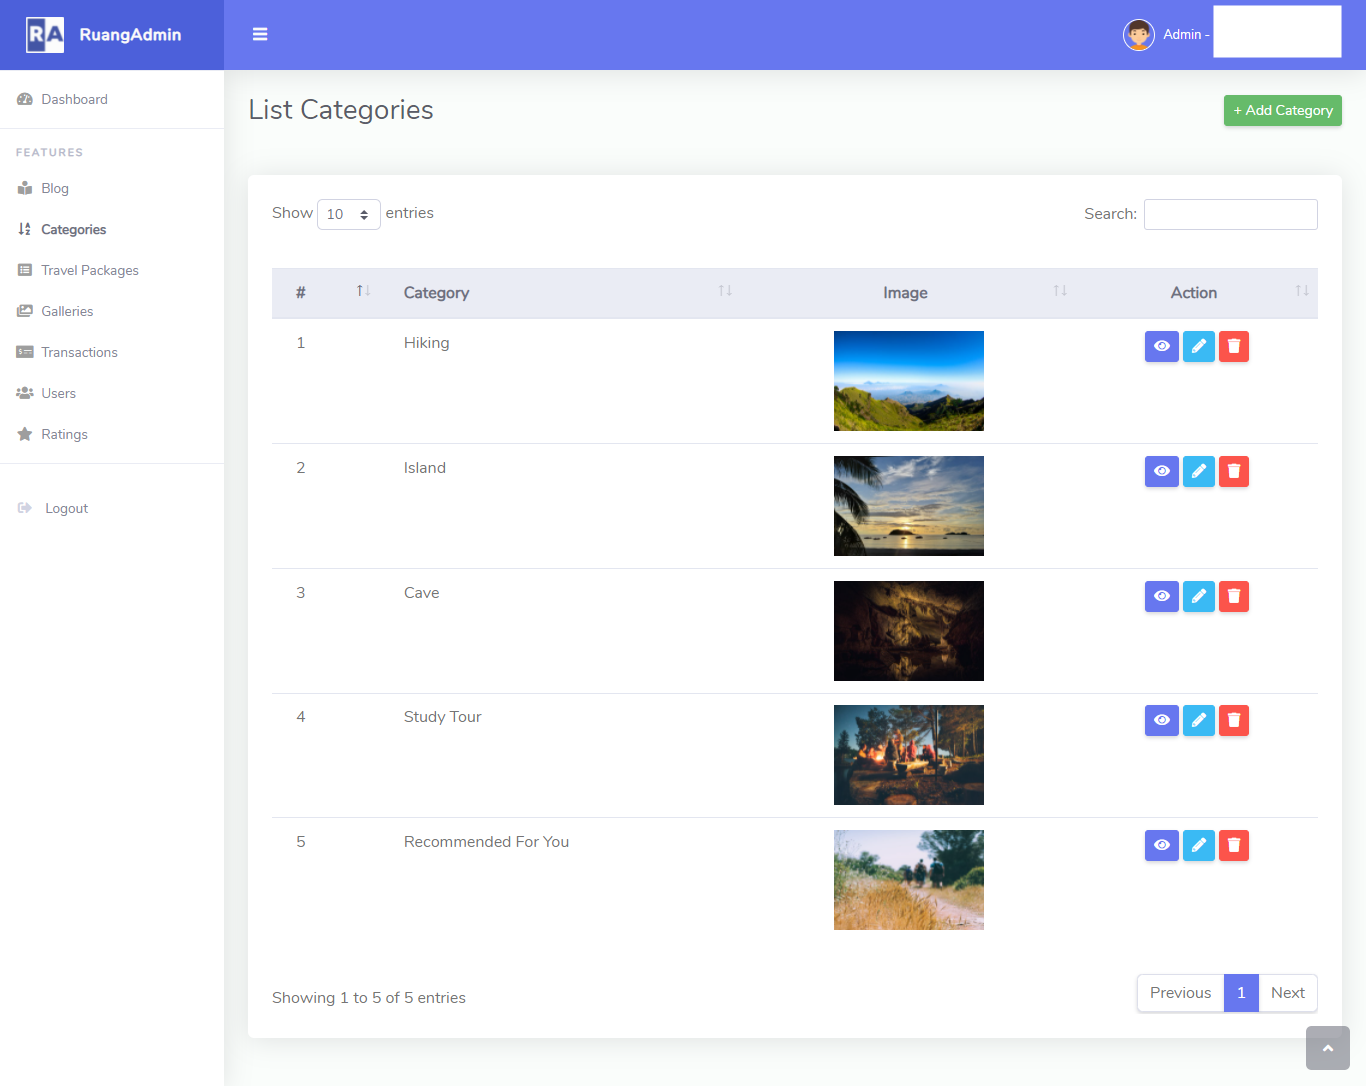 RA RuangAdmin
Admin -
Dashboard
FEATURES
Blog
Categories
Travel Packages
Galleries
Transactions
Users
Ratings
Logout
List Categories
+ Add Category
Show 10 entries
Search:
# Category Image Action
1 Hiking
2 Island
3 Cave
4 Study Tour
5 Recommended For You
Showing 1 to 5 of 5 entries
Previous 1 Next